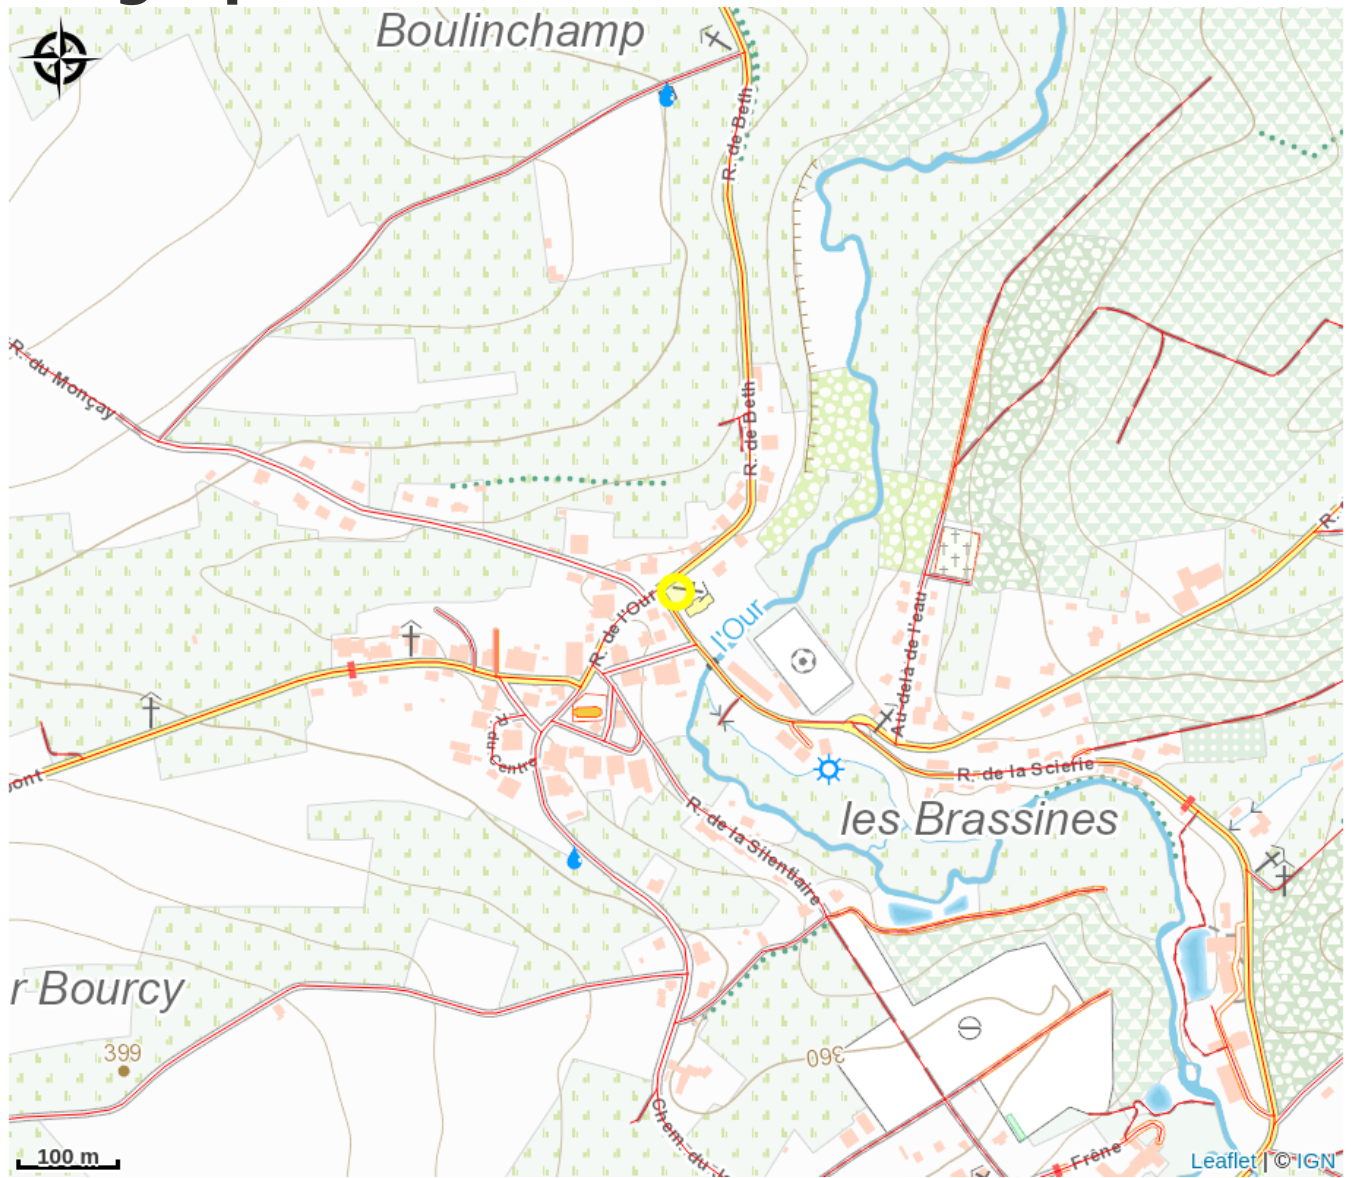 Boulinchamp
R. de Beth
R. du Monçay
R. de Beth
R. de l'Our
l'Our
Au delà de l'eau
R.
R. du
Centre
R. de la Scierie
les Brassines
R. de la Silentiaire
r Bourcy
399
360
Chem. du
Frêne
100 m
Leaflet | © IGN